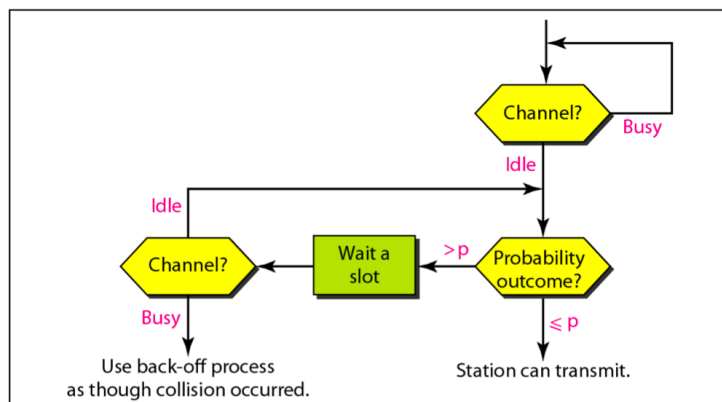 Channel?
Busy
Idle
Idle
Channel?
Wait a
slot
>p
Probability
outcome?
Busy
⩽ p
Use back-off process
as though collision occurred.
Station can transmit.